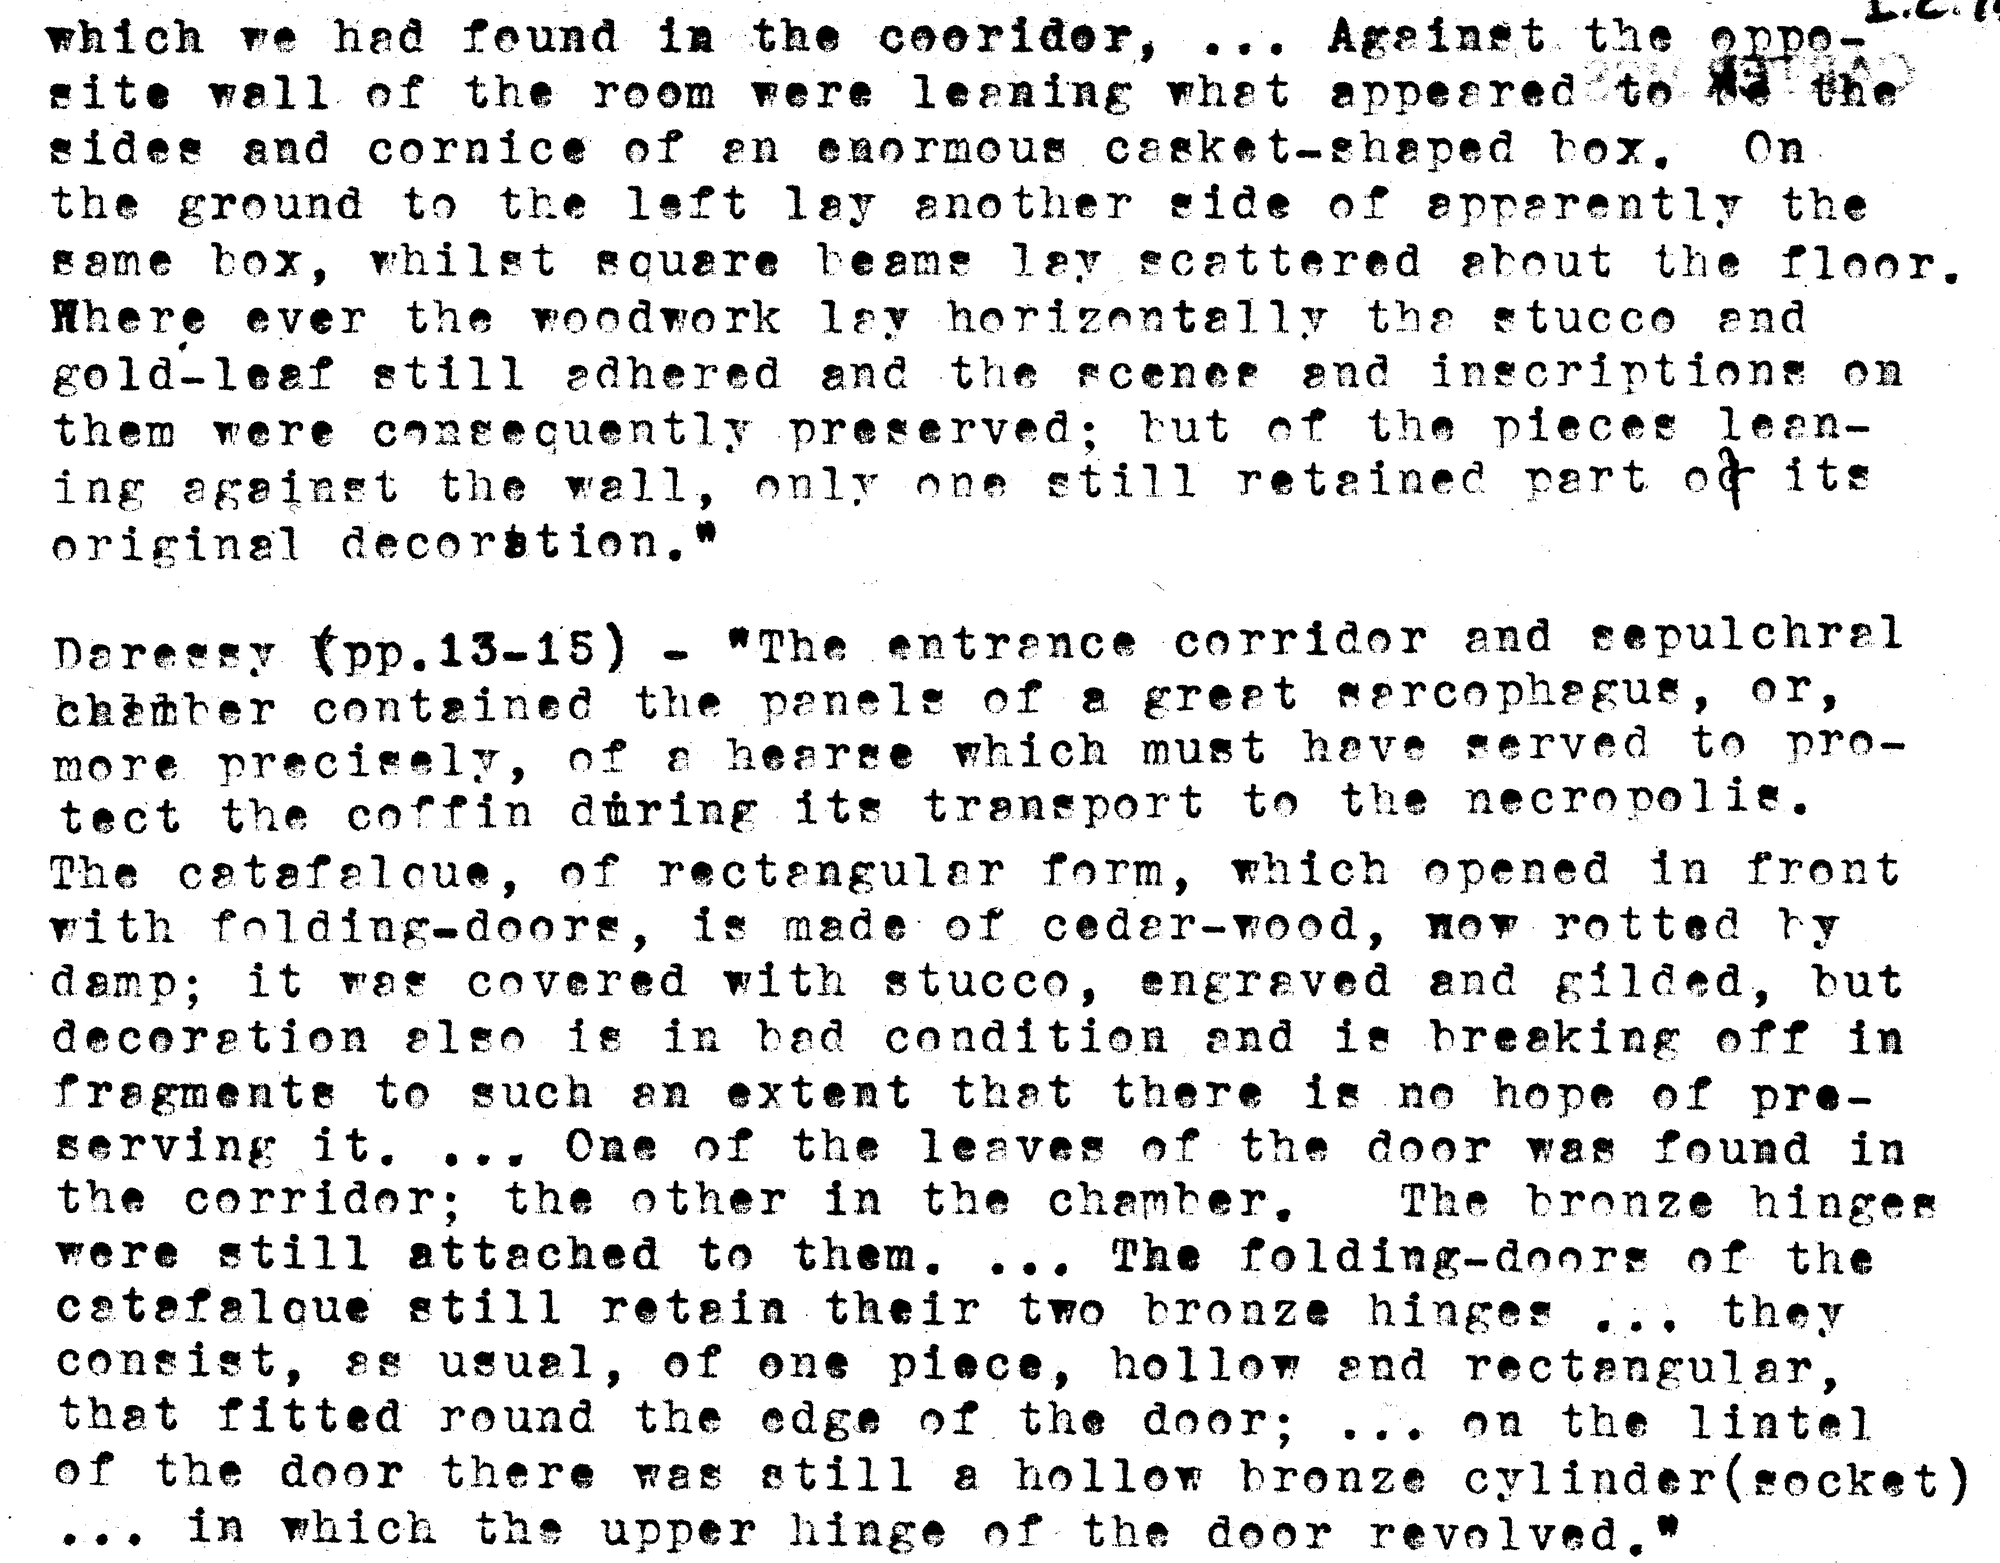 which we had found in the cooridor, ... Against the oppo-
site wall of the room were leaning what appeared to be the
sides and cornice of an enormous casket-shaped box.  On
the ground to the left lay another side of apparently the
same box, whilst square beams lay scattered about the floor.
Where ever the woodwork lay horizontally tha stucco and
gold-leaf still adhered and the scenes and inscriptions on
them were consequently preserved; but of the pieces lean-
ing against the wall, only one still retained part of its
original decoration."
Daressy (pp.13-15) - "The entrance corridor and sepulchral
chamber contained the panels of a great sarcophagus, or,
more precisely, of a hearse which must have served to pro-
tect the coffin during its transport to the necropolis.
The catafalque, of rectangular form, which opened in front
with folding-doors, is made of cedar-wood, now rotted by
damp; it was covered with stucco, engraved and gilded, but
decoration also is in bad condition and is breaking off in
fragments to such an extent that there is no hope of pre-
serving it. ... One of the leaves of the door was found in
the corridor; the other in the chamber.  The bronze hinges
were still attached to them. ... The folding-doors of the
catafalque still retain their two bronze hinges ... they
consist, as usual, of one piece, hollow and rectangular,
that fitted round the edge of the door; ... on the lintel
of the door there was still a hollow bronze cylinder(socket)
... in which the upper hinge of the door revolved."